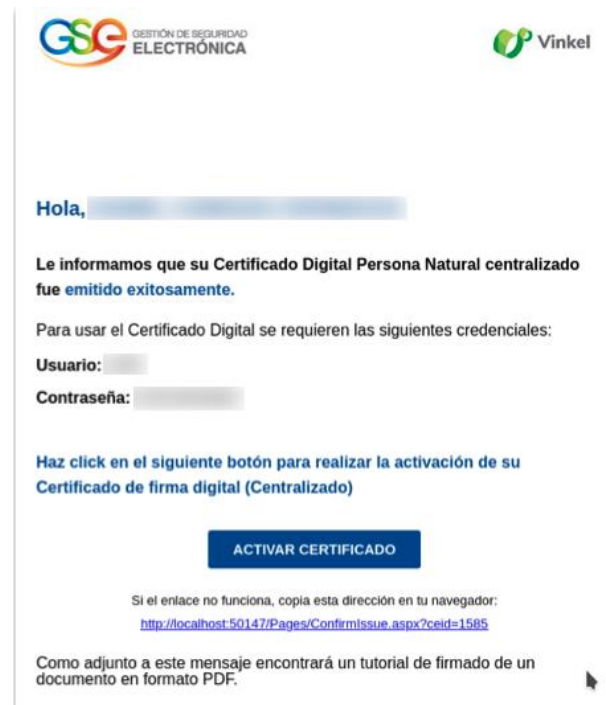 GSE GESTIÓN DE SEGURIDAD
ELECTRÓNICA
Vinkel
Hola,
Le informamos que su Certificado Digital Persona Natural centralizado
fue emitido exitosamente.
Para usar el Certificado Digital se requieren las siguientes credenciales:
Usuario:
Contraseña:
Haz click en el siguiente botón para realizar la activación de su
Certificado de firma digital (Centralizado)
ACTIVAR CERTIFICADO
Si el enlace no funciona, copia esta dirección en tu navegador:
http://localhost:50147/Pages/ConfirmIssue.aspx?ceid=1585
Como adjunto a este mensaje encontrará un tutorial de firmado de un
documento en formato PDF.